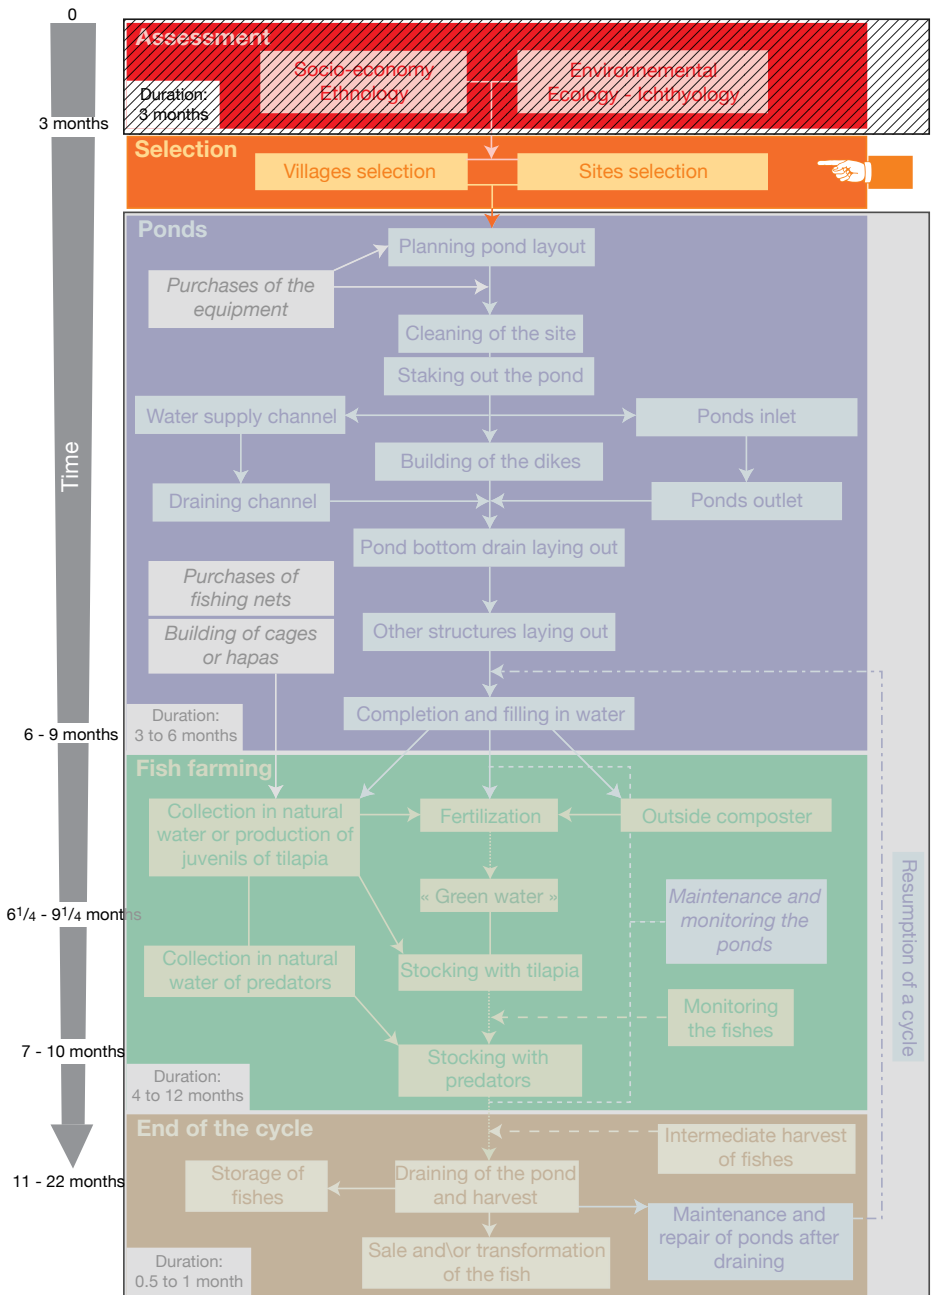 0
Assessment
Socio-economy
Ethnology
Environnemental
Ecology - Ichthyology
Duration:
3 months
3 months
Selection
Villages selection
Sites selection
Ponds
Planning pond layout
Purchases of the
equipment
Cleaning of the site
Staking out the pond
Water supply channel
Ponds inlet
Time
Building of the dikes
Draining channel
Ponds outlet
Pond bottom drain laying out
Purchases of
fishing nets
Building of cages
or hapas
Other structures laying out
Completion and filling in water
Duration:
3 to 6 months
6 - 9 months
Fish farming
Collection in natural
water or production of
juvenils of tilapia
Fertilization
Outside composter
« Green water »
Maintenance and
monitoring the
ponds
Resumption of a cycle
6 1/4 - 9 1/4 months
Collection in natural
water of predators
Stocking with tilapia
Monitoring
the fishes
7 - 10 months
Stocking with
predators
Duration:
4 to 12 months
End of the cycle
Intermediate harvest
of fishes
11 - 22 months
Storage of
fishes
Draining of the pond
and harvest
Maintenance and
repair of ponds after
draining
Sale and\or transformation
of the fish
Duration:
0.5 to 1 month